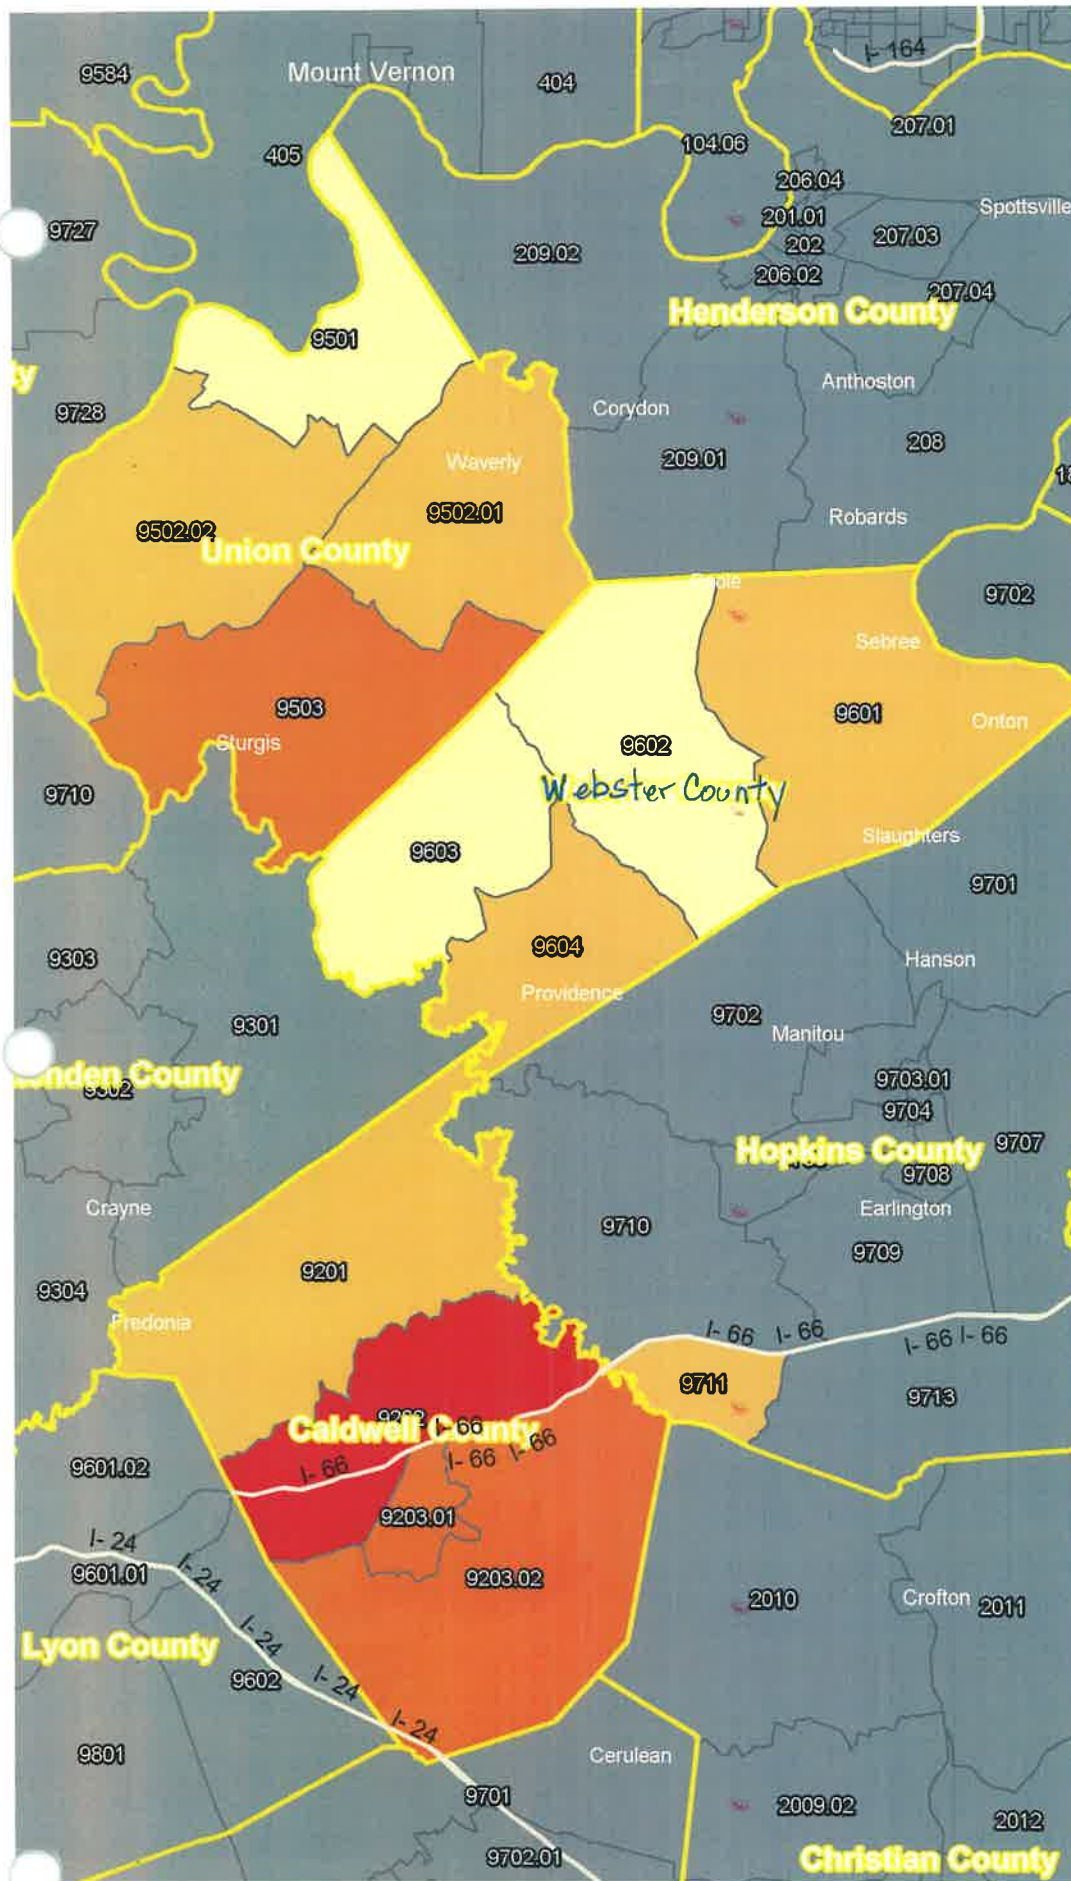 I- 164
9584
Mount Vernon
404
207.01
405
104.06
206.04
Spottsville
9727
201.01
207.03
202
209.02
206.02
207.04
Henderson County
9501
Anthoston
9728
Corydon
208
209.01
Waverly
9502.01
Robards
9502.02
Union County
9702
Sebree
9503
9601
Onton
Sturgis
9602
Webster County
9710
Slaughters
9603
9701
9604
9303
Hanson
Providence
9301
9702
Manitou
County
9703.01
9302
9704
9707
Hopkins County
9708
Crayne
Earlington
9710
9709
9201
9304
Fredonia
I- 66
I- 66
I- 66
I- 66
9711
9713
9202
Caldwell County
I- 66
I- 66
I- 66
I- 66
9601.02
9203.01
I- 24
9601.01
I- 24
9203.02
2010
Crofton
2011
I- 24
Lyon County
9602
I- 24
I- 24
9801
Cerulean
9701
2009.02
2012
9702.01
Christian County